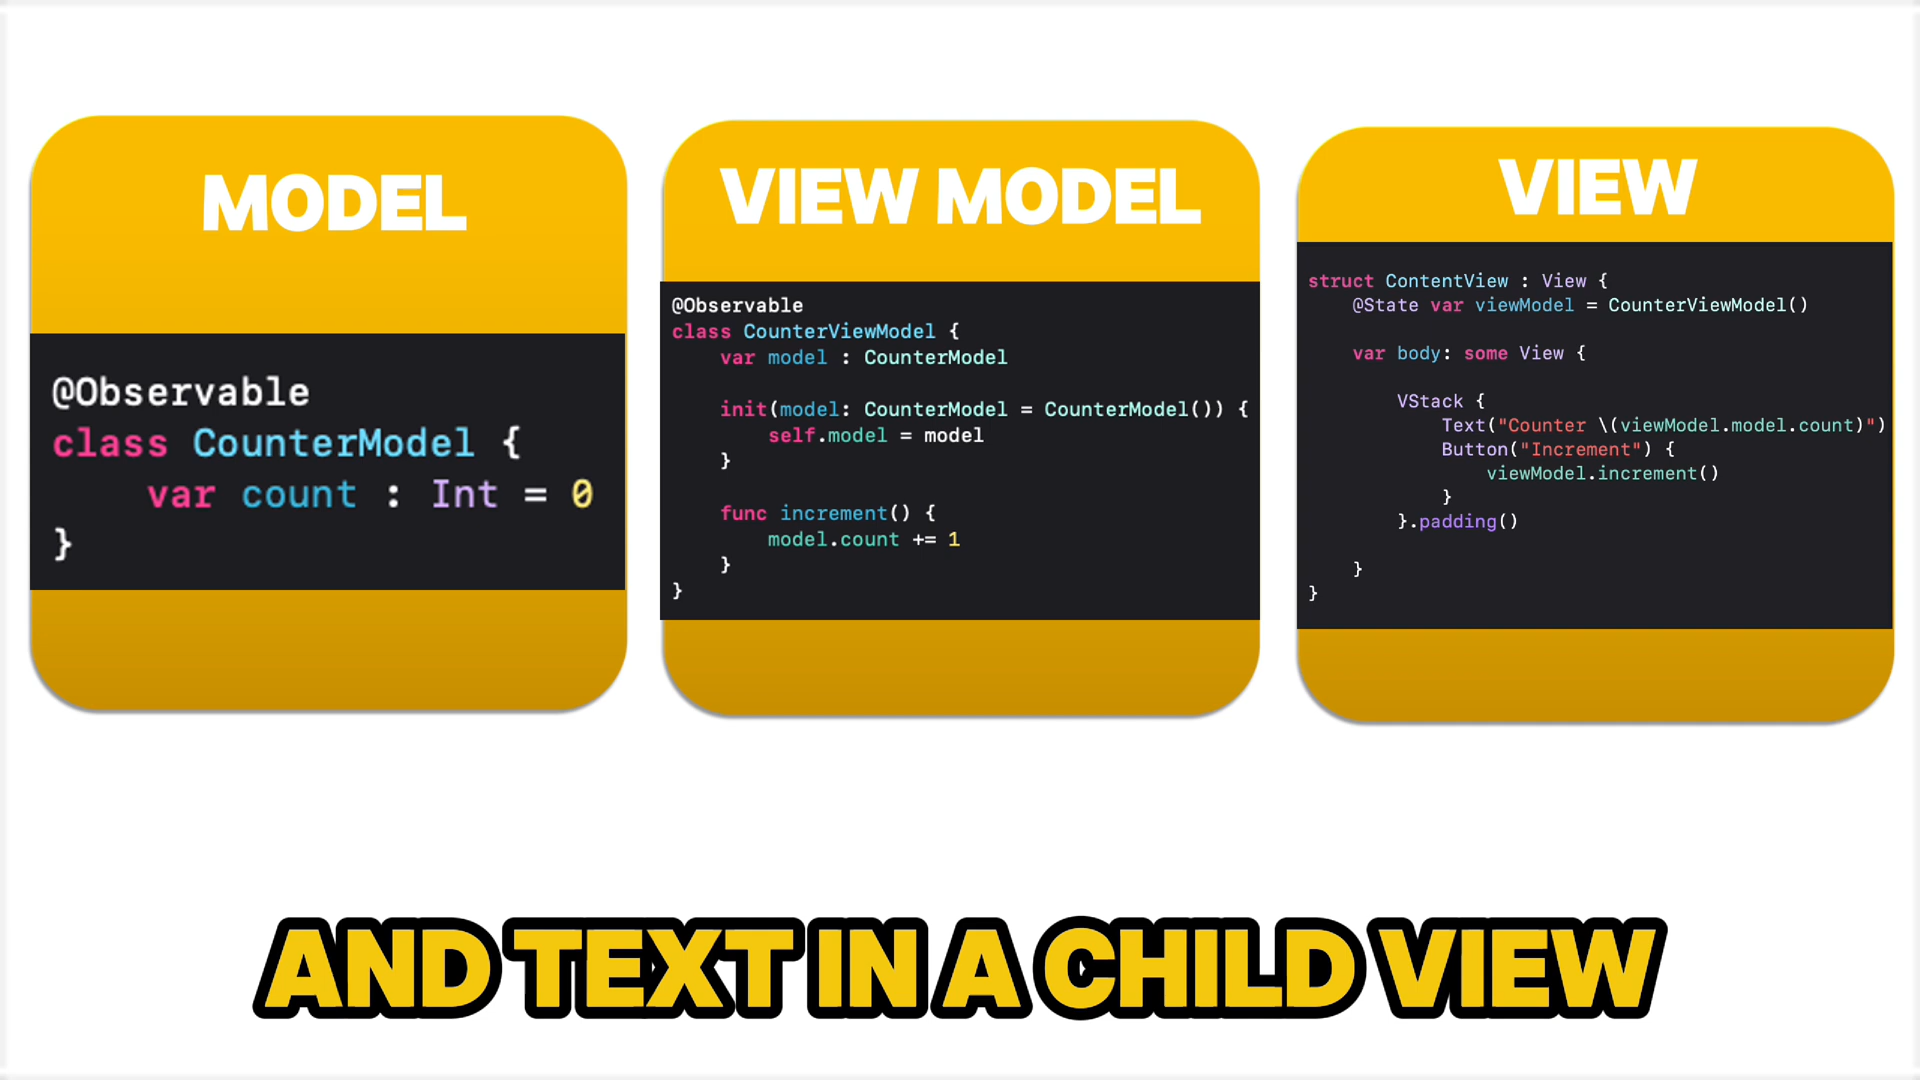 MODEL
@Observable
class CounterModel {
    var count : Int = 0
}
VIEW MODEL
@Observable
class CounterViewModel {
    var model : CounterModel
    init(model: CounterModel = CounterModel()) {
        self.model = model
    }
    func increment() {
        model.count += 1
    }
}
VIEW
struct ContentView : View {
    @State var viewModel = CounterViewModel()
    var body: some View {
        VStack {
            Text("Counter \(viewModel.model.count)")
            Button("Increment") {
                viewModel.increment()
            }
        }.padding()
    }
}
AND TEXT IN A CHILD VIEW